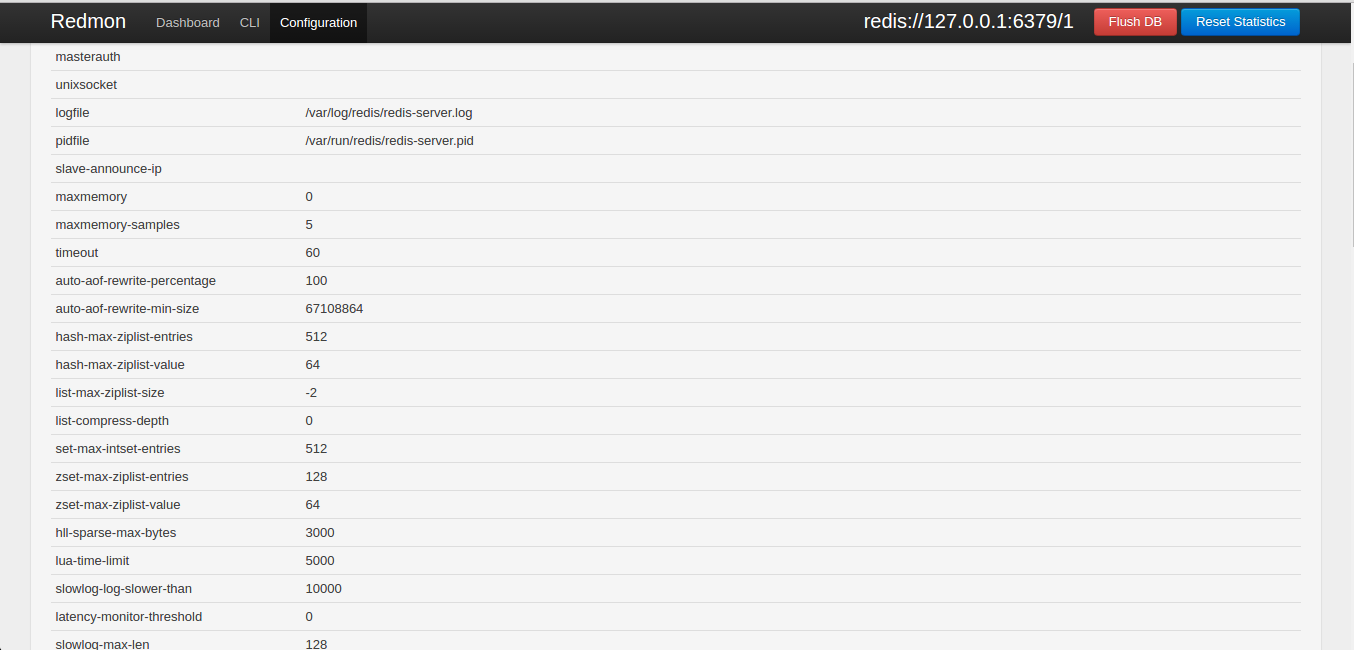 Redmon Dashboard CLI Configuration redis://127.0.0.1:6379/1 Flush DB Reset Statistics
masterauth
unixsocket
logfile /var/log/redis/redis-server.log
pidfile /var/run/redis/redis-server.pid
slave-announce-ip
maxmemory 0
maxmemory-samples 5
timeout 60
auto-aof-rewrite-percentage 100
auto-aof-rewrite-min-size 67108864
hash-max-ziplist-entries 512
hash-max-ziplist-value 64
list-max-ziplist-size -2
list-compress-depth 0
set-max-intset-entries 512
zset-max-ziplist-entries 128
zset-max-ziplist-value 64
hll-sparse-max-bytes 3000
lua-time-limit 5000
slowlog-log-slower-than 10000
latency-monitor-threshold 0
slowlog-max-len 128